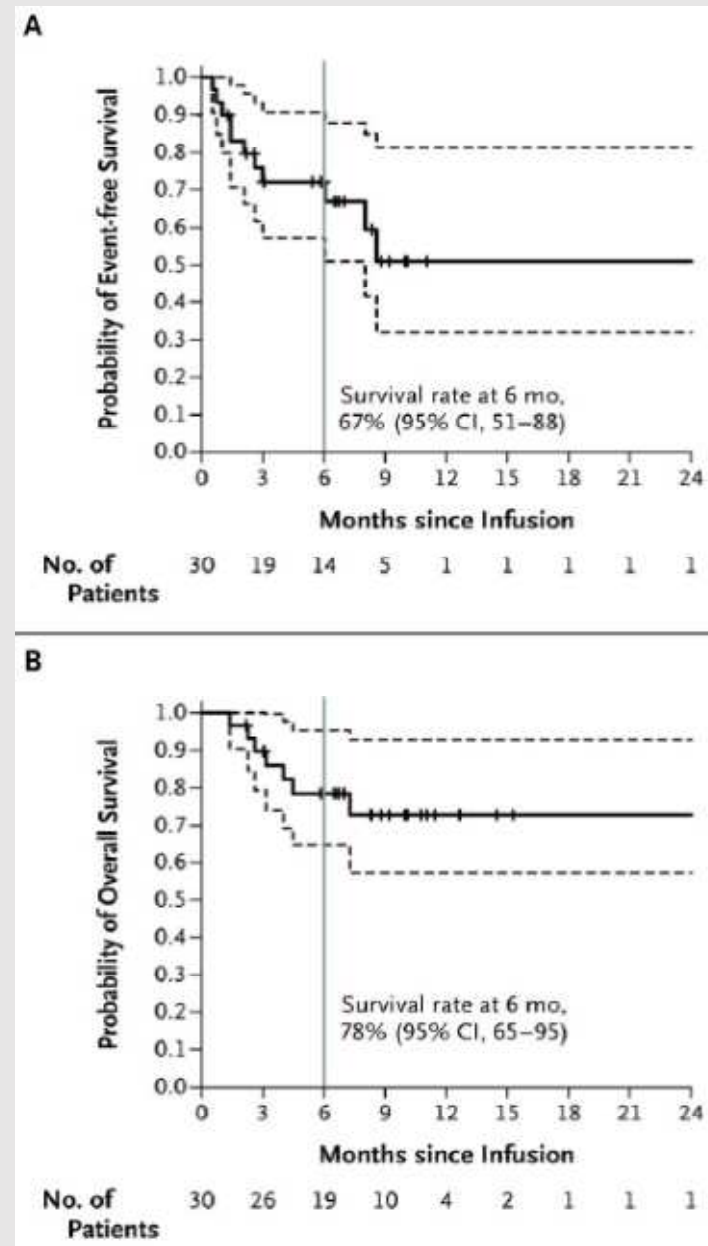 A
Probability of Event-free Survival
1.0
0.9
0.8
0.7
0.6
0.5
0.4
0.3
0.2
0.1
0.0
Survival rate at 6 mo,
67% (95% CI, 51–88)
0 3 6 9 12 15 18 21 24
Months since Infusion
No. of 30 19 14 5 1 1 1 1 1
Patients
B
Probability of Overall Survival
1.0
0.9
0.8
0.7
0.6
0.5
0.4
0.3
0.2
0.1
0.0
Survival rate at 6 mo,
78% (95% CI, 65–95)
0 3 6 9 12 15 18 21 24
Months since Infusion
No. of 30 26 19 10 4 2 1 1 1
Patients